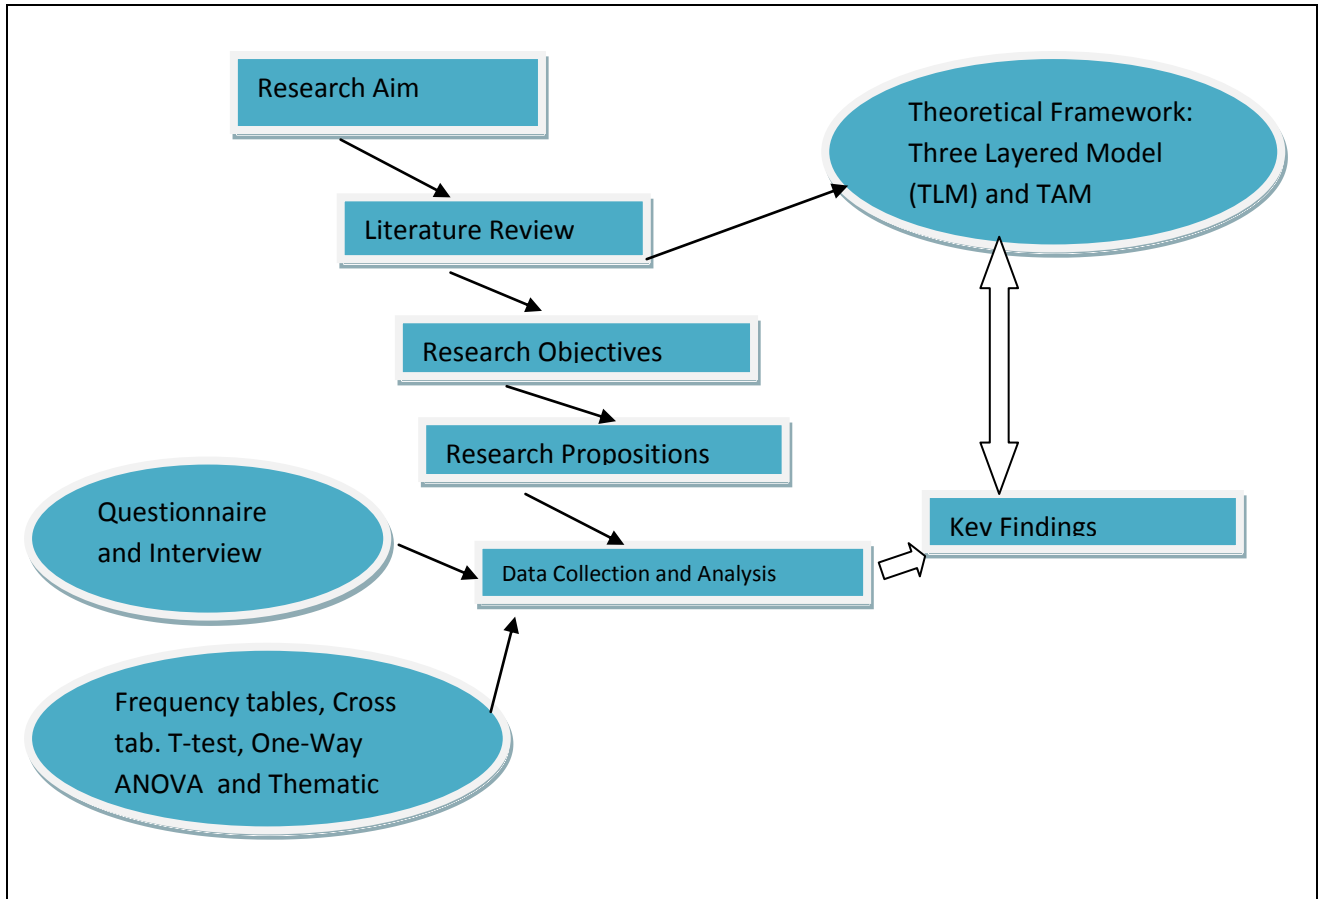 Research Aim
Theoretical Framework:
Three Layered Model
(TLM) and TAM
Literature Review
Research Objectives
Research Propositions
Questionnaire
and Interview
Key Findings
Data Collection and Analysis
Frequency tables, Cross
tab. T-test, One-Way
ANOVA and Thematic